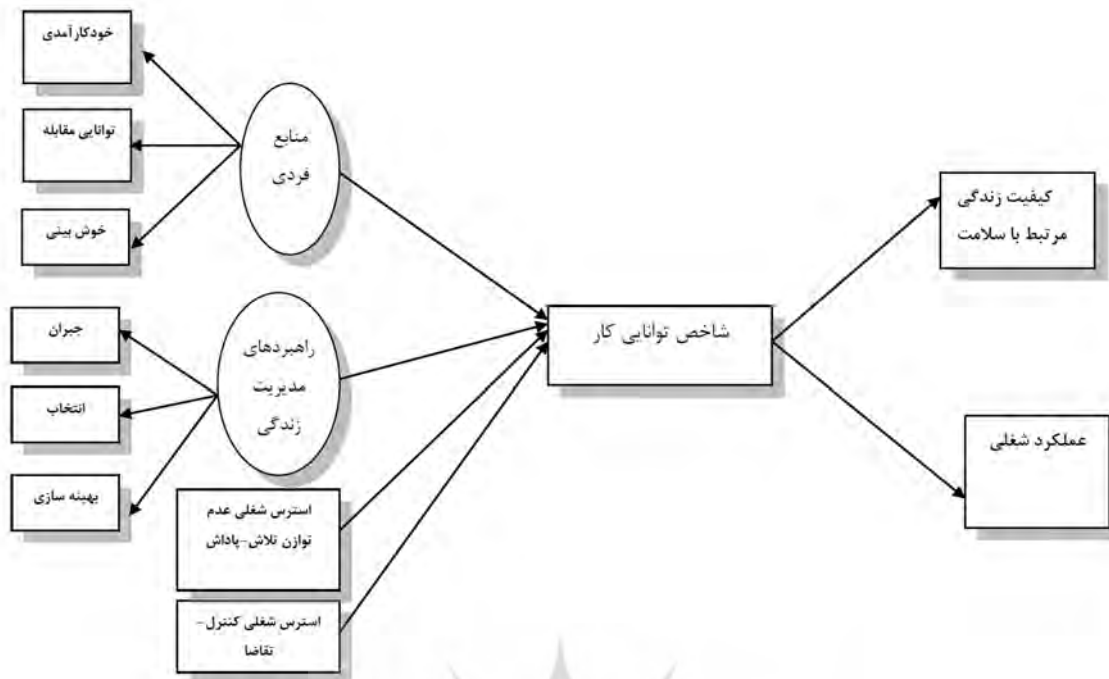 خودکارآمدی
توانایی مقابله
خوش بینی
منابع
فردی
جبران
انتخاب
بهینه سازی
راهبردهای
مدیریت
زندگی
استرس شغلی عدم
توازن تلاش-پاداش
استرس شغلی کنترل-
تقاضا
شاخص توانایی کار
کیفیت زندگی
مرتبط با سلامت
عملکرد شغلی